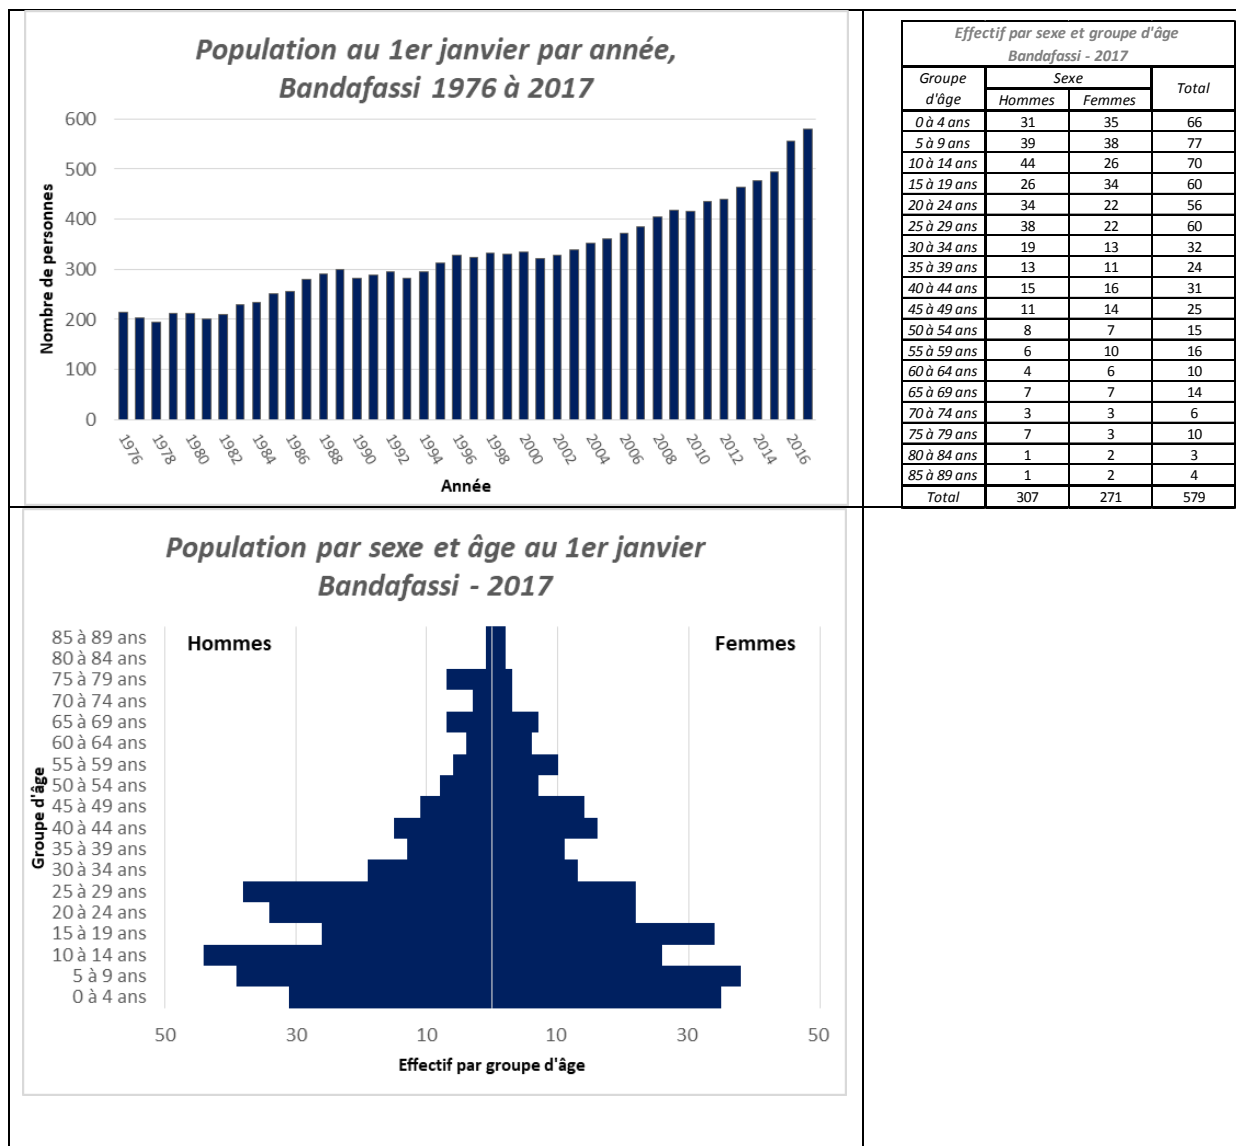 Population au 1er janvier par année,
Bandafassi 1976 à 2017
Nombre de personnes
600
500
400
300
200
100
0
1976 1978 1980 1982 1984 1986 1988 1990 1992 1994 1996 1998 2000 2002 2004 2006 2008 2010 2012 2014 2016
Année
Effectif par sexe et groupe d'âge
Bandafassi - 2017
Groupe d'âge Sexe Total
Hommes Femmes
0 à 4 ans 31 35 66
5 à 9 ans 39 38 77
10 à 14 ans 44 26 70
15 à 19 ans 26 34 60
20 à 24 ans 34 22 56
25 à 29 ans 38 22 60
30 à 34 ans 19 13 32
35 à 39 ans 13 11 24
40 à 44 ans 15 16 31
45 à 49 ans 11 14 25
50 à 54 ans 8 7 15
55 à 59 ans 6 10 16
60 à 64 ans 4 6 10
65 à 69 ans 7 7 14
70 à 74 ans 3 3 6
75 à 79 ans 7 3 10
80 à 84 ans 1 2 3
85 à 89 ans 1 2 4
Total 307 271 579
Population par sexe et âge au 1er janvier
Bandafassi - 2017
Hommes Femmes
Groupe d'âge
85 à 89 ans
80 à 84 ans
75 à 79 ans
70 à 74 ans
65 à 69 ans
60 à 64 ans
55 à 59 ans
50 à 54 ans
45 à 49 ans
40 à 44 ans
35 à 39 ans
30 à 34 ans
25 à 29 ans
20 à 24 ans
15 à 19 ans
10 à 14 ans
5 à 9 ans
0 à 4 ans
50 30 10 10 30 50
Effectif par groupe d'âge